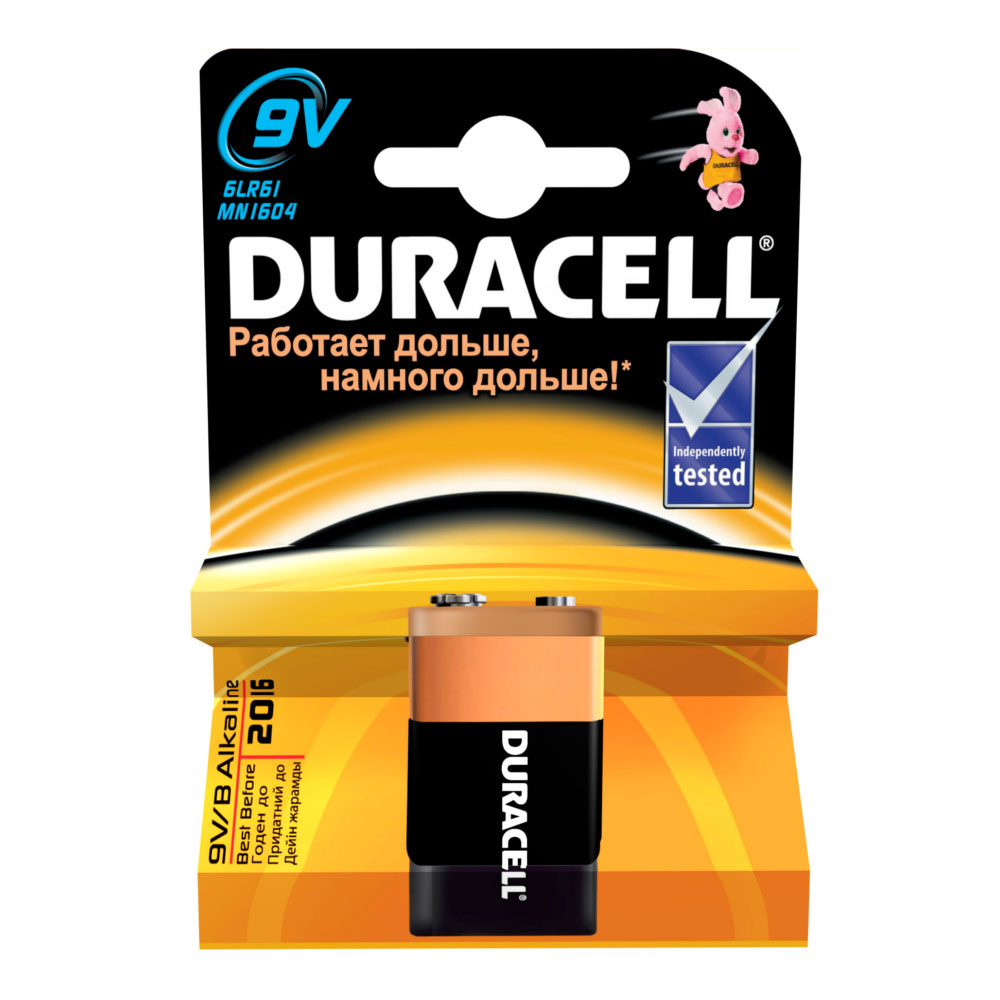 9V
6LR61
MN1604
DURACELL
DURACELL®
Работает дольше,
намного дольше!*
Independently
tested
9V/B Alkaline
2016
Best Before
Годен до
Придатний до
Дейін жарамды
DURACELL®